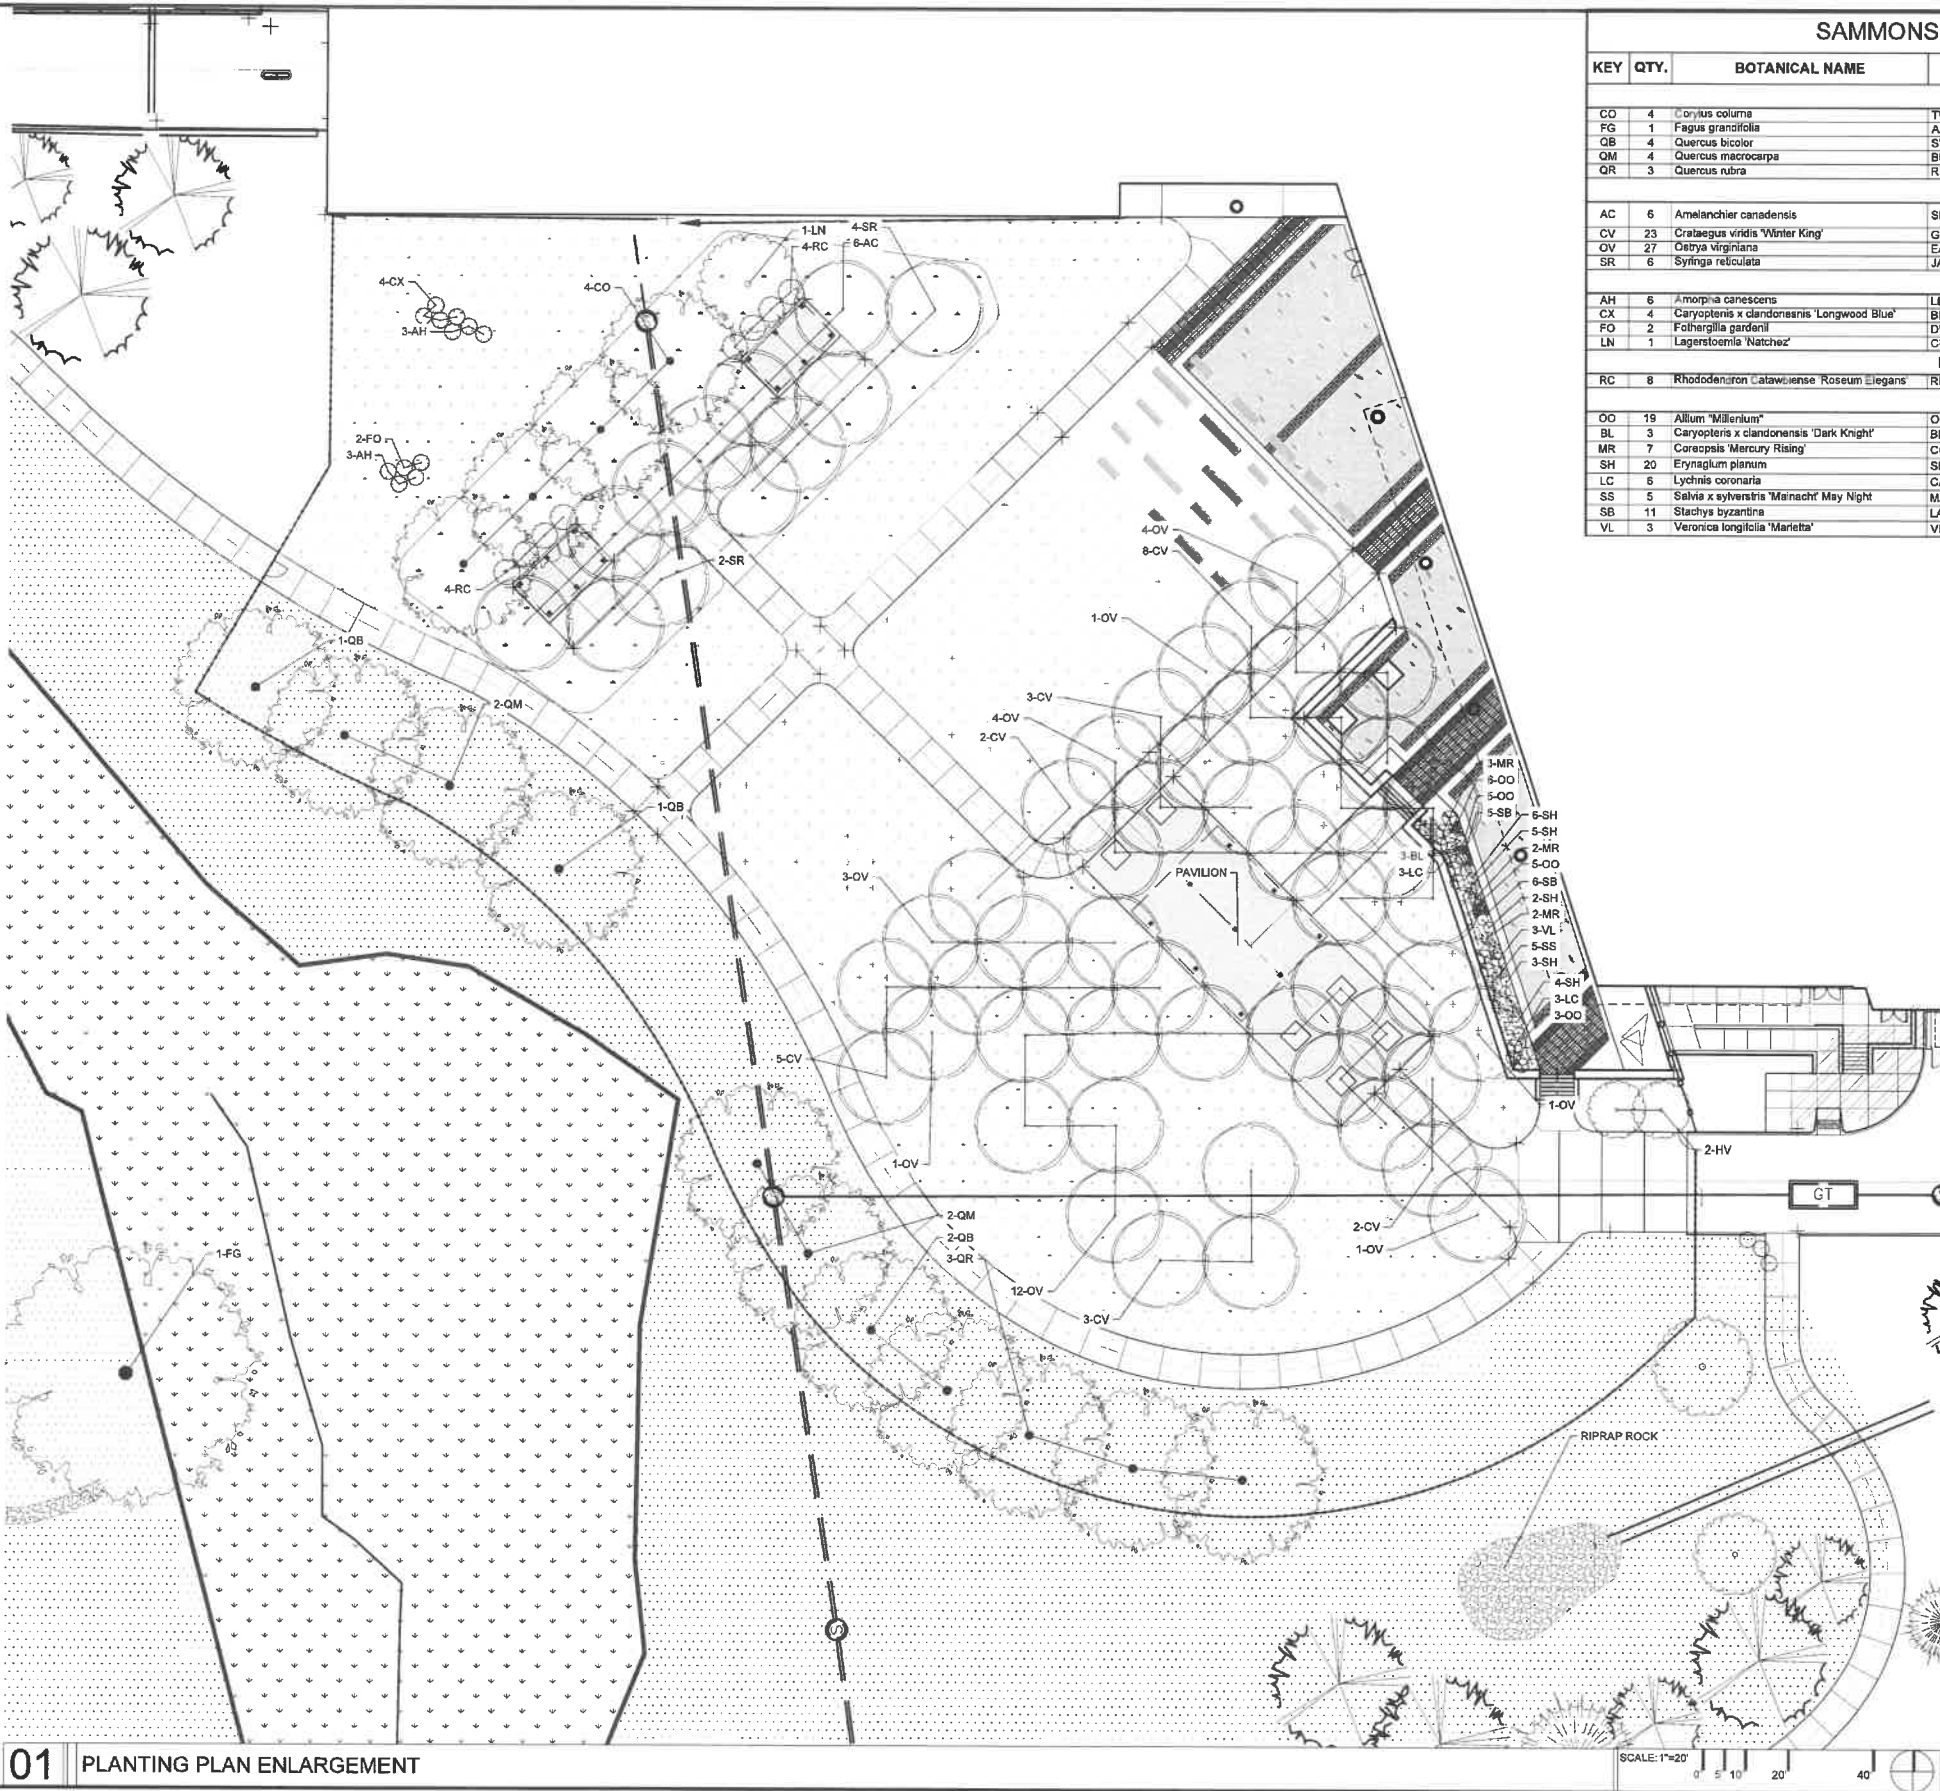 SAMMONS
KEY QTY. BOTANICAL NAME
CO 4 Corylus columa
FG 1 Fagus grandifolia
QB 4 Quercus bicolor
QM 4 Quercus macrocarpa
QR 3 Quercus rubra
AC 6 Amelanchier canadensis
CV 23 Crataegus viridis 'Winter King'
OV 27 Ostrya virginiana
SR 6 Syringa reticulata
AH 6 Amorpha canescens
CX 4 Caryopteris x clandonesnis 'Longwood Blue'
FO 2 Fothergilla gardenii
LN 1 Lagerstoemia 'Natchez'
RC 8 Rhododendron Catawbiense 'Roseum Elegans'
OO 19 Allium "Millenium"
BL 3 Caryopteris x clandonensis 'Dark Knight'
MR 7 Coreopsis 'Mercury Rising'
SH 20 Erynagium planum
LC 6 Lychnis coronaria
SS 5 Salvia x sylverstris 'Mainacht' May Night
SB 11 Stachys byzantina
VL 3 Veronica longifolia 'Marietta'
1-LN
4-SR
4-RC
6-AC
4-CX
4-CO
3-AH
2-FO
3-AH
4-RC
2-SR
4-OV
8-CV
1-OV
1-QB
2-QM
3-CV
4-OV
2-CV
1-QB
3-MR
6-OO
5-OO
5-SB
6-SH
5-SH
2-MR
5-OO
3-BL
3-LC
PAVILION
3-OV
6-SB
2-SH
2-MR
3-VL
5-SS
3-SH
4-SH
3-LC
3-OO
5-CV
1-OV
2-HV
1-OV
GT
2-QM
2-QB
3-QR
2-CV
1-OV
1-FG
12-OV
3-CV
RIPRAP ROCK
S
01 PLANTING PLAN ENLARGEMENT
SCALE: 1"=20'
0 5' 10' 20' 40'